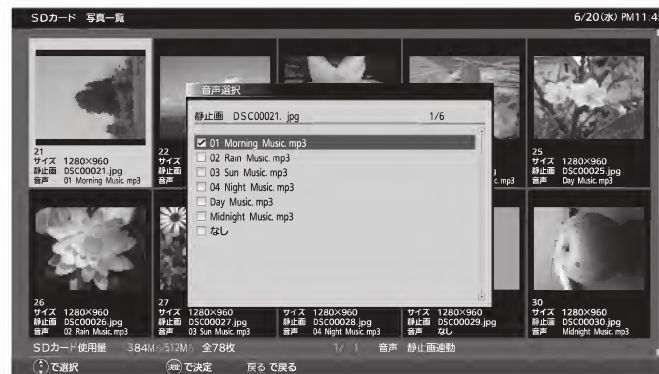 SDカード 写真一覧
6/20(水) PM11:4
音声選択
静止画 DSC00021. jpg 1/6
01 Morning Music. mp3
02 Rain Music. mp3
03 Sun Music. mp3
04 Night Music. mp3
Day Music. mp3
Midnight Music. mp3
なし
21
サイズ 1280×960
静止画 DSC00021.jpg
音声 01 Morning Music. mp3
22
サイズ
静止画
音声
c. mp3
25
サイズ 1280×960
静止画 DSC00025.jpg
音声 Day Music. mp3
26
サイズ 1280×960
静止画 DSC00026.jpg
音声 02 Rain Music. mp3
27
サイズ 1280×960
静止画 DSC00027.jpg
音声 03 Sun Music. mp3
サイズ 1280×960
静止画 DSC00028.jpg
音声 04 Night Music. mp3
サイズ 1280×960
静止画 DSC00029.jpg
音声 なし
30
サイズ 1280×960
静止画 DSC00030.jpg
音声 Midnight Music. mp3
SDカード使用量 384M 512M 全78枚 1/ 1 音声 静止画連動
で選択 決定 で決定 戻る で戻る